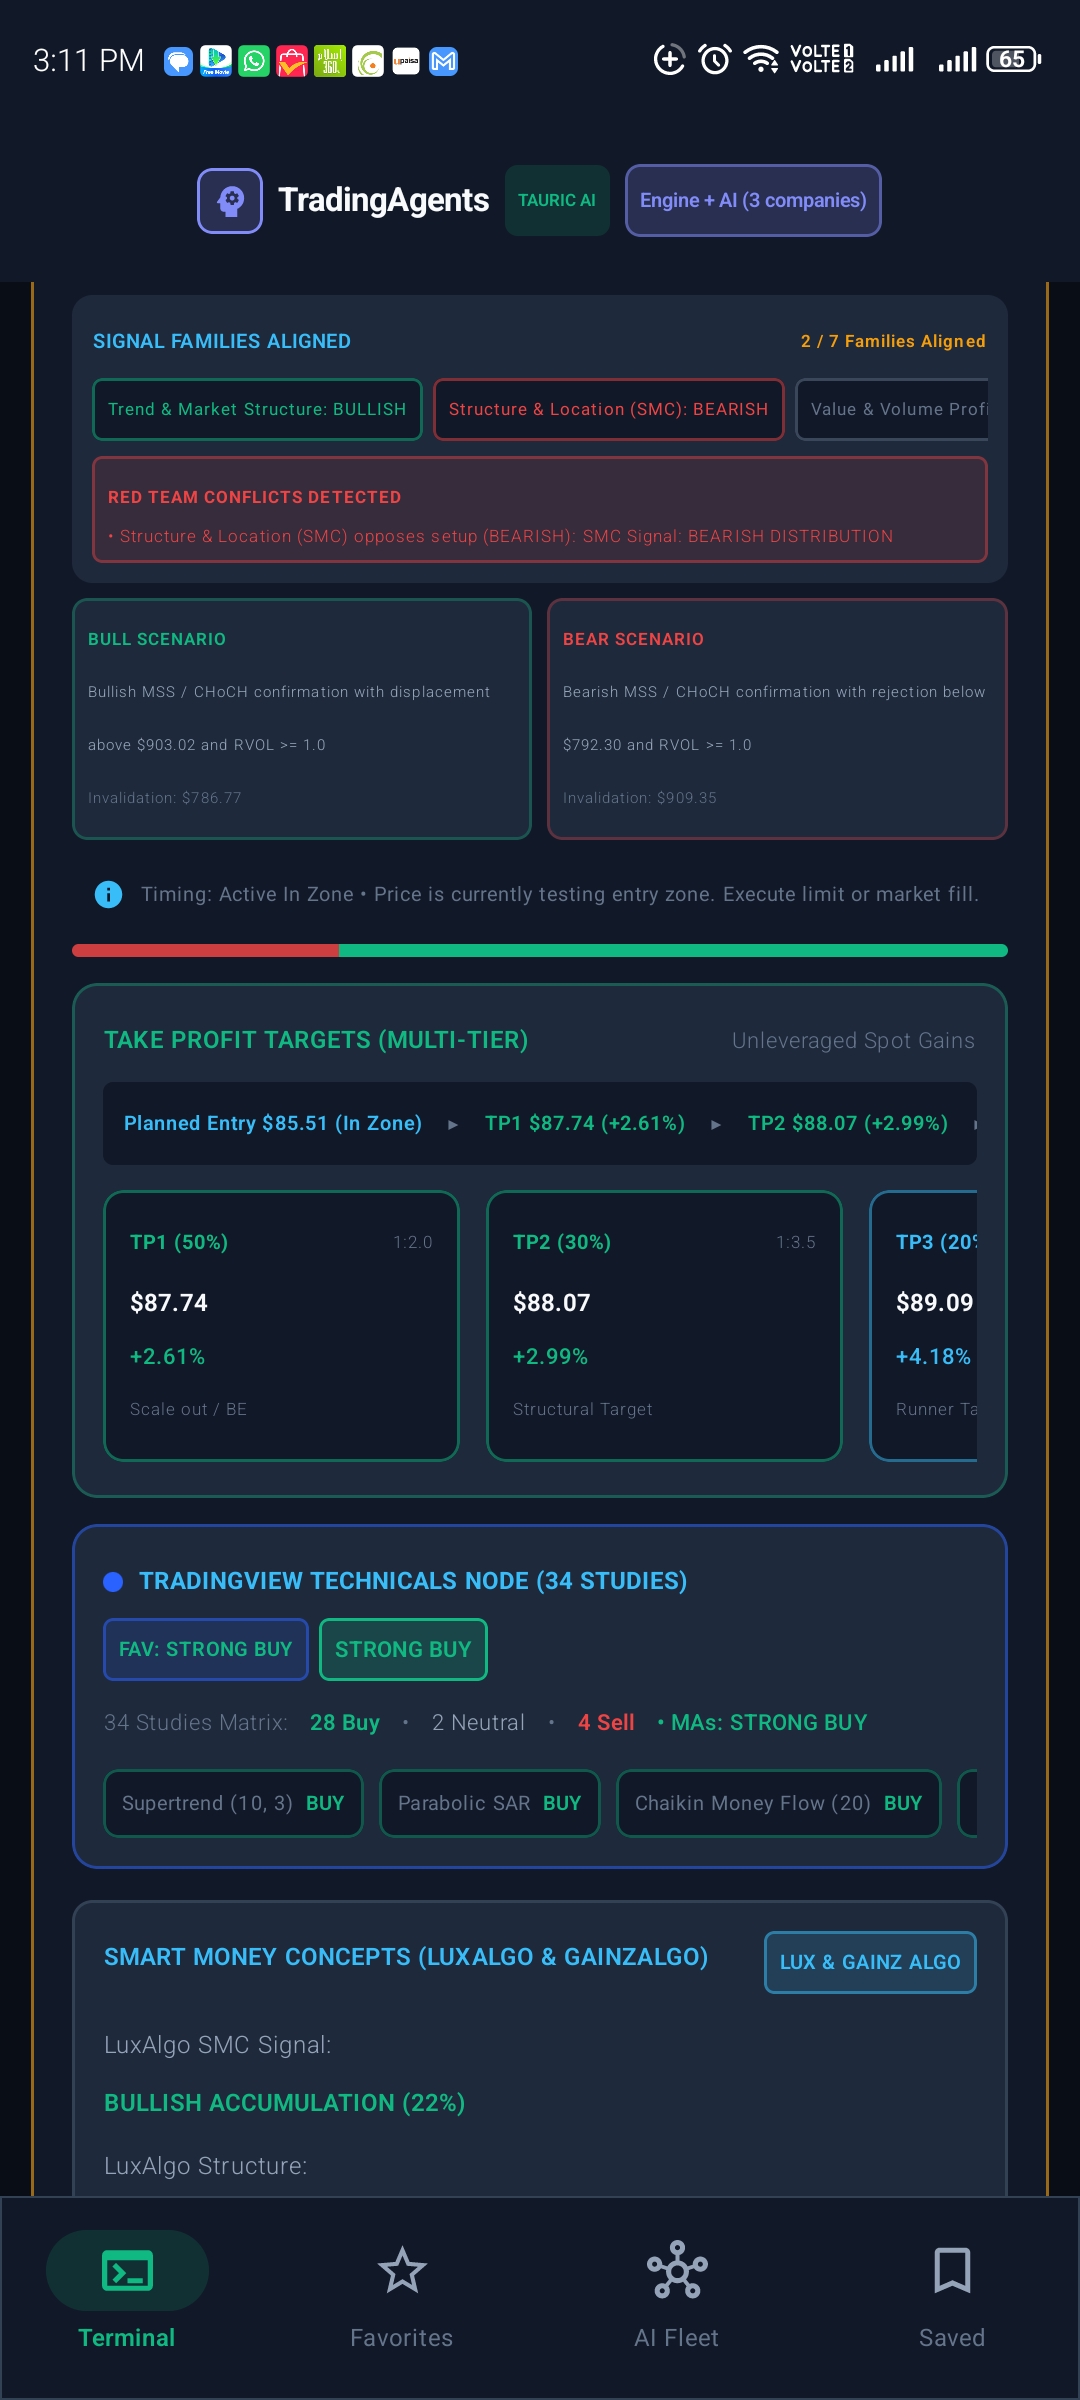 3:11 PM
VoLTE 1
VoLTE 2
65
TradingAgents
TAURIC AI
Engine + AI (3 companies)
SIGNAL FAMILIES ALIGNED
2 / 7 Families Aligned
Trend & Market Structure: BULLISH
Structure & Location (SMC): BEARISH
Value & Volume Profi
RED TEAM CONFLICTS DETECTED
• Structure & Location (SMC) opposes setup (BEARISH): SMC Signal: BEARISH DISTRIBUTION
BULL SCENARIO
Bullish MSS / CHoCH confirmation with displacement
above $903.02 and RVOL >= 1.0
Invalidation: $786.77
BEAR SCENARIO
Bearish MSS / CHoCH confirmation with rejection below
$792.30 and RVOL >= 1.0
Invalidation: $909.35
Timing: Active In Zone • Price is currently testing entry zone. Execute limit or market fill.
TAKE PROFIT TARGETS (MULTI-TIER)
Unleveraged Spot Gains
Planned Entry $85.51 (In Zone) ▸ TP1 $87.74 (+2.61%) ▸ TP2 $88.07 (+2.99%)
TP1 (50%)
1:2.0
$87.74
+2.61%
Scale out / BE
TP2 (30%)
1:3.5
$88.07
+2.99%
Structural Target
TP3 (20%
$89.09
+4.18%
Runner Ta
TRADINGVIEW TECHNICALS NODE (34 STUDIES)
FAV: STRONG BUY
STRONG BUY
34 Studies Matrix: 28 Buy • 2 Neutral • 4 Sell • MAs: STRONG BUY
Supertrend (10, 3) BUY
Parabolic SAR BUY
Chaikin Money Flow (20) BUY
SMART MONEY CONCEPTS (LUXALGO & GAINZALGO)
LUX & GAINZ ALGO
LuxAlgo SMC Signal:
BULLISH ACCUMULATION (22%)
LuxAlgo Structure:
Terminal
Favorites
AI Fleet
Saved